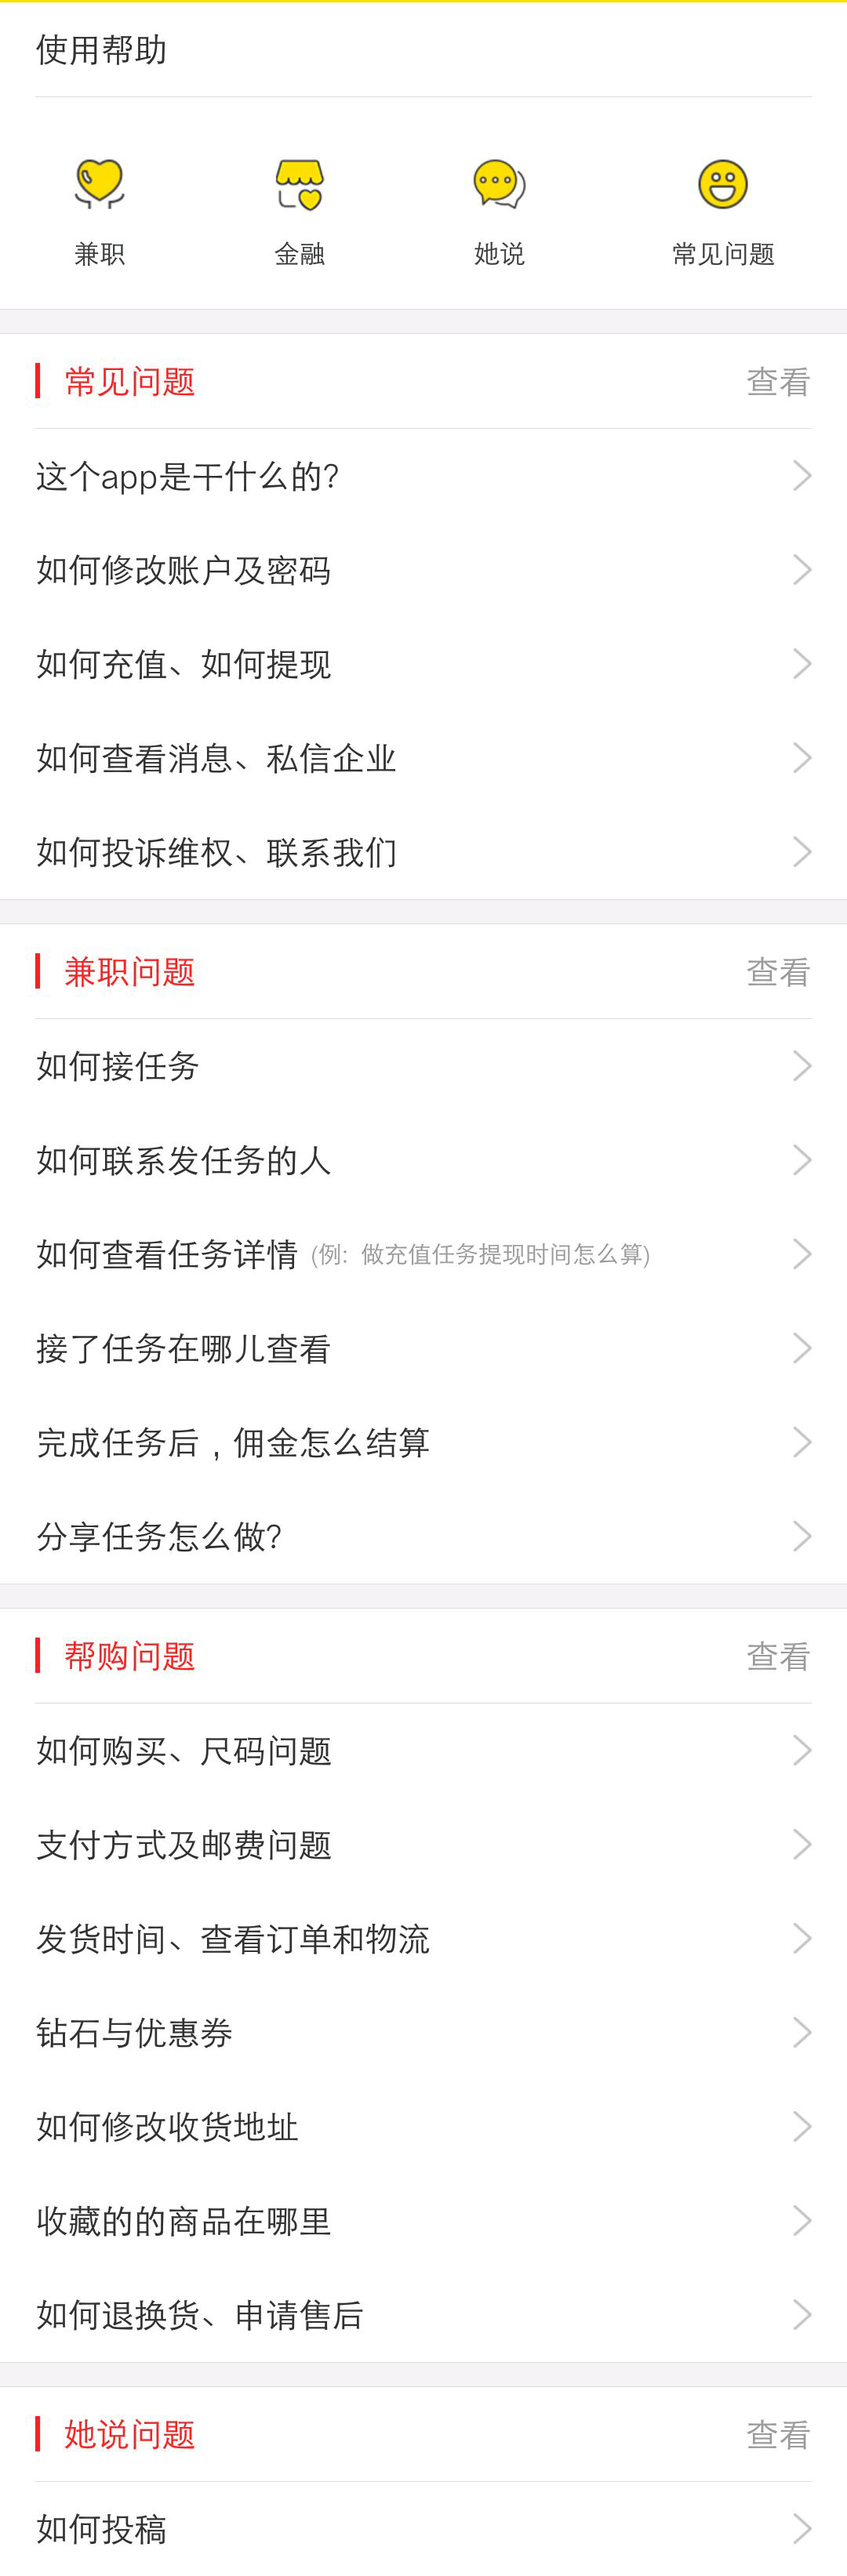 使用帮助
兼职 金融 她说 常见问题
常见问题 查看
这个app是干什么的?
如何修改账户及密码
如何充值、如何提现
如何查看消息、私信企业
如何投诉维权、联系我们
兼职问题 查看
如何接任务
如何联系发任务的人
如何查看任务详情 (例: 做充值任务提现时间怎么算)
接了任务在哪儿查看
完成任务后 , 佣金怎么结算
分享任务怎么做?
帮购问题 查看
如何购买、尺码问题
支付方式及邮费问题
发货时间、查看订单和物流
钻石与优惠券
如何修改收货地址
收藏的的商品在哪里
如何退换货、申请售后
她说问题 查看
如何投稿